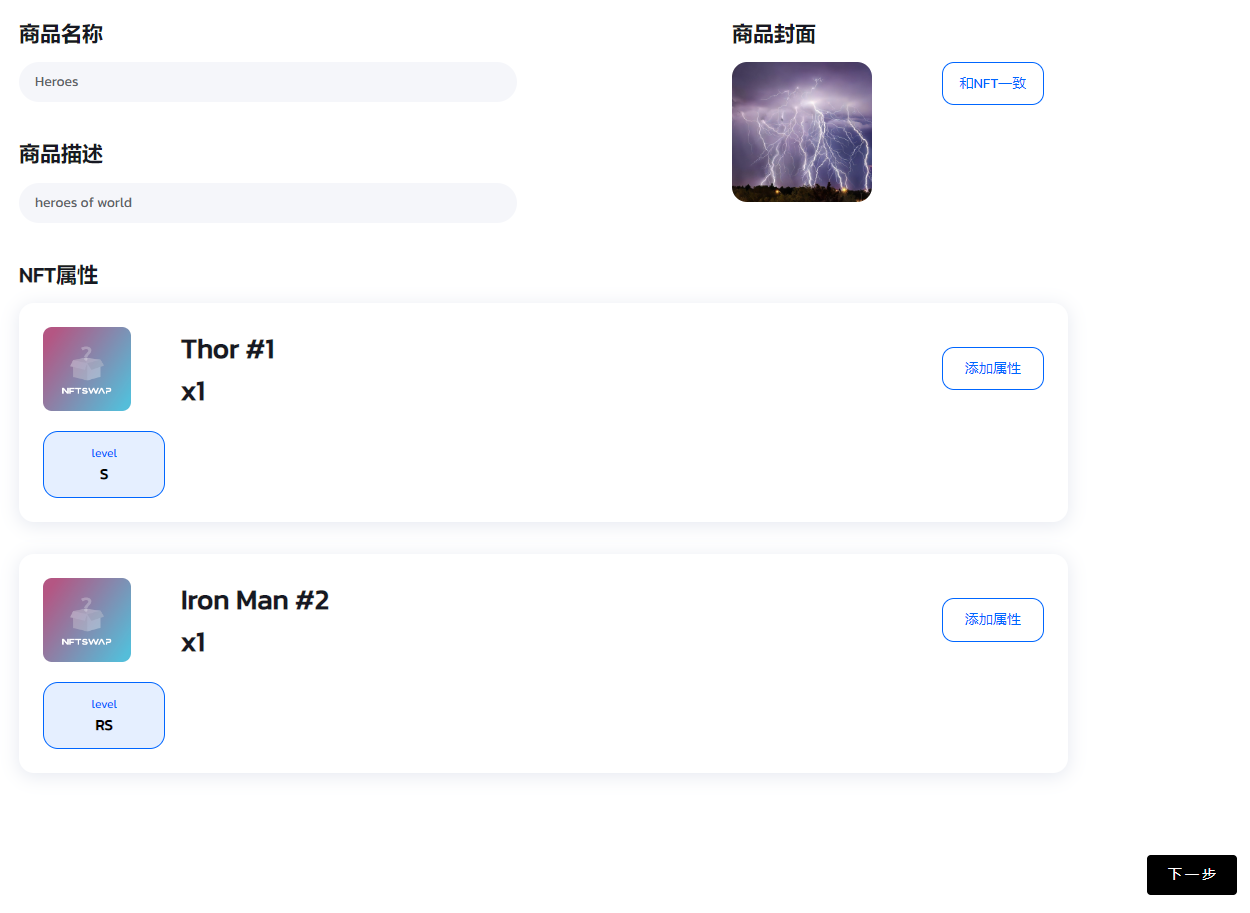 商品名称
商品封面
Heroes
和NFT一致
商品描述
heroes of world
NFT属性
?
NFTSWAP
Thor #1
x1
添加属性
level
S
?
NFTSWAP
Iron Man #2
x1
添加属性
level
RS
下一步